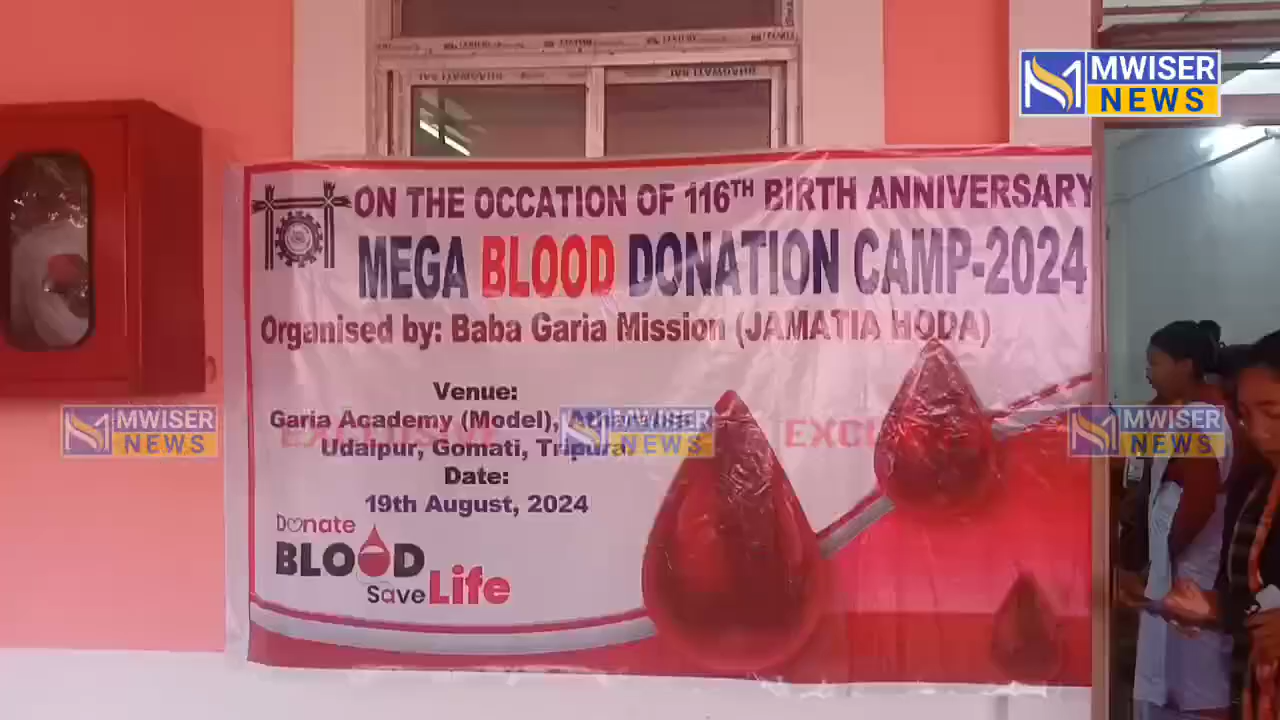 MWISER
NEWS
ON THE OCCATION OF 116TH BIRTH ANNIVERSARY
MEGA BLOOD DONATION CAMP-2024
Organised by: Baba Garia Mission (JAMATIA HODA)
Venue:
Garia Academy (Model),
Udaipur, Gomati, Tripura
Date:
19th August, 2024
Donate
BLOOD
Save Life
MWISER
NEWS
MWISER
NEWS
MWISER
NEWS